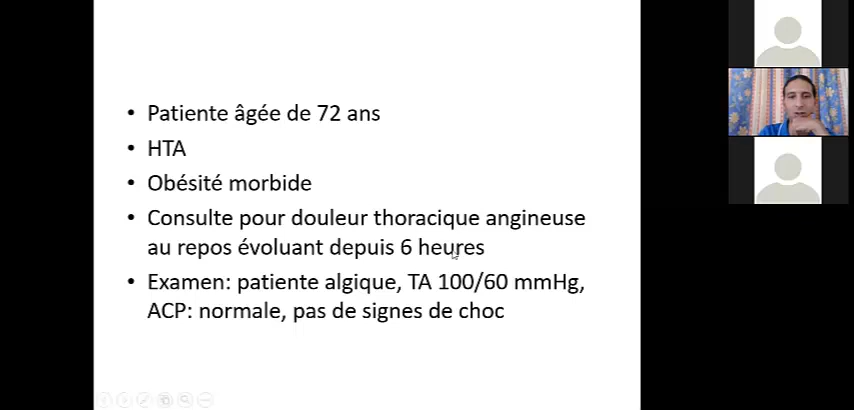 • Patiente âgée de 72 ans
• HTA
• Obésité morbide
• Consulte pour douleur thoracique angineuse
au repos évoluant depuis 6 heures
• Examen: patiente algique, TA 100/60 mmHg,
ACP: normale, pas de signes de choc